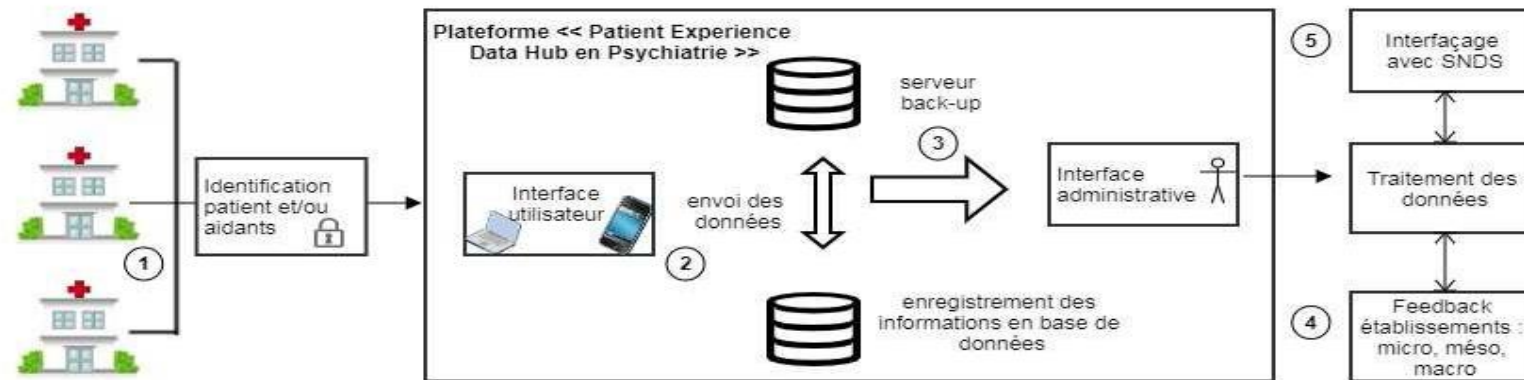 1
Identification
patient et/ou
aidants
Plateforme << Patient Experience
Data Hub en Psychiatrie >>
Interface
utilisateur
2
envoi des
données
serveur
back-up
3
enregistrement des
informations en base de
données
Interface
administrative
5
Interfaçage
avec SNDS
Traitement des
données
4
Feedback
établissements :
micro, méso,
macro